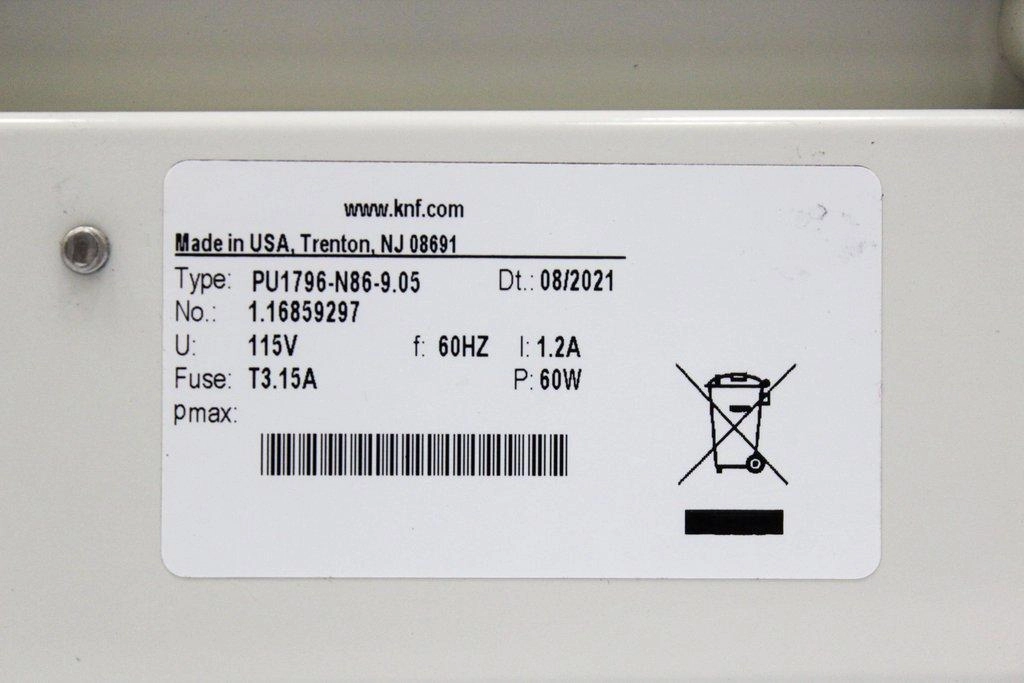 www.knf.com
Made in USA, Trenton, NJ 08691
Type: PU1796-N86-9.05 Dt.: 08/2021
No.: 1.16859297
U: 115V f: 60HZ I: 1.2A
Fuse: T3.15A P: 60W
pmax: